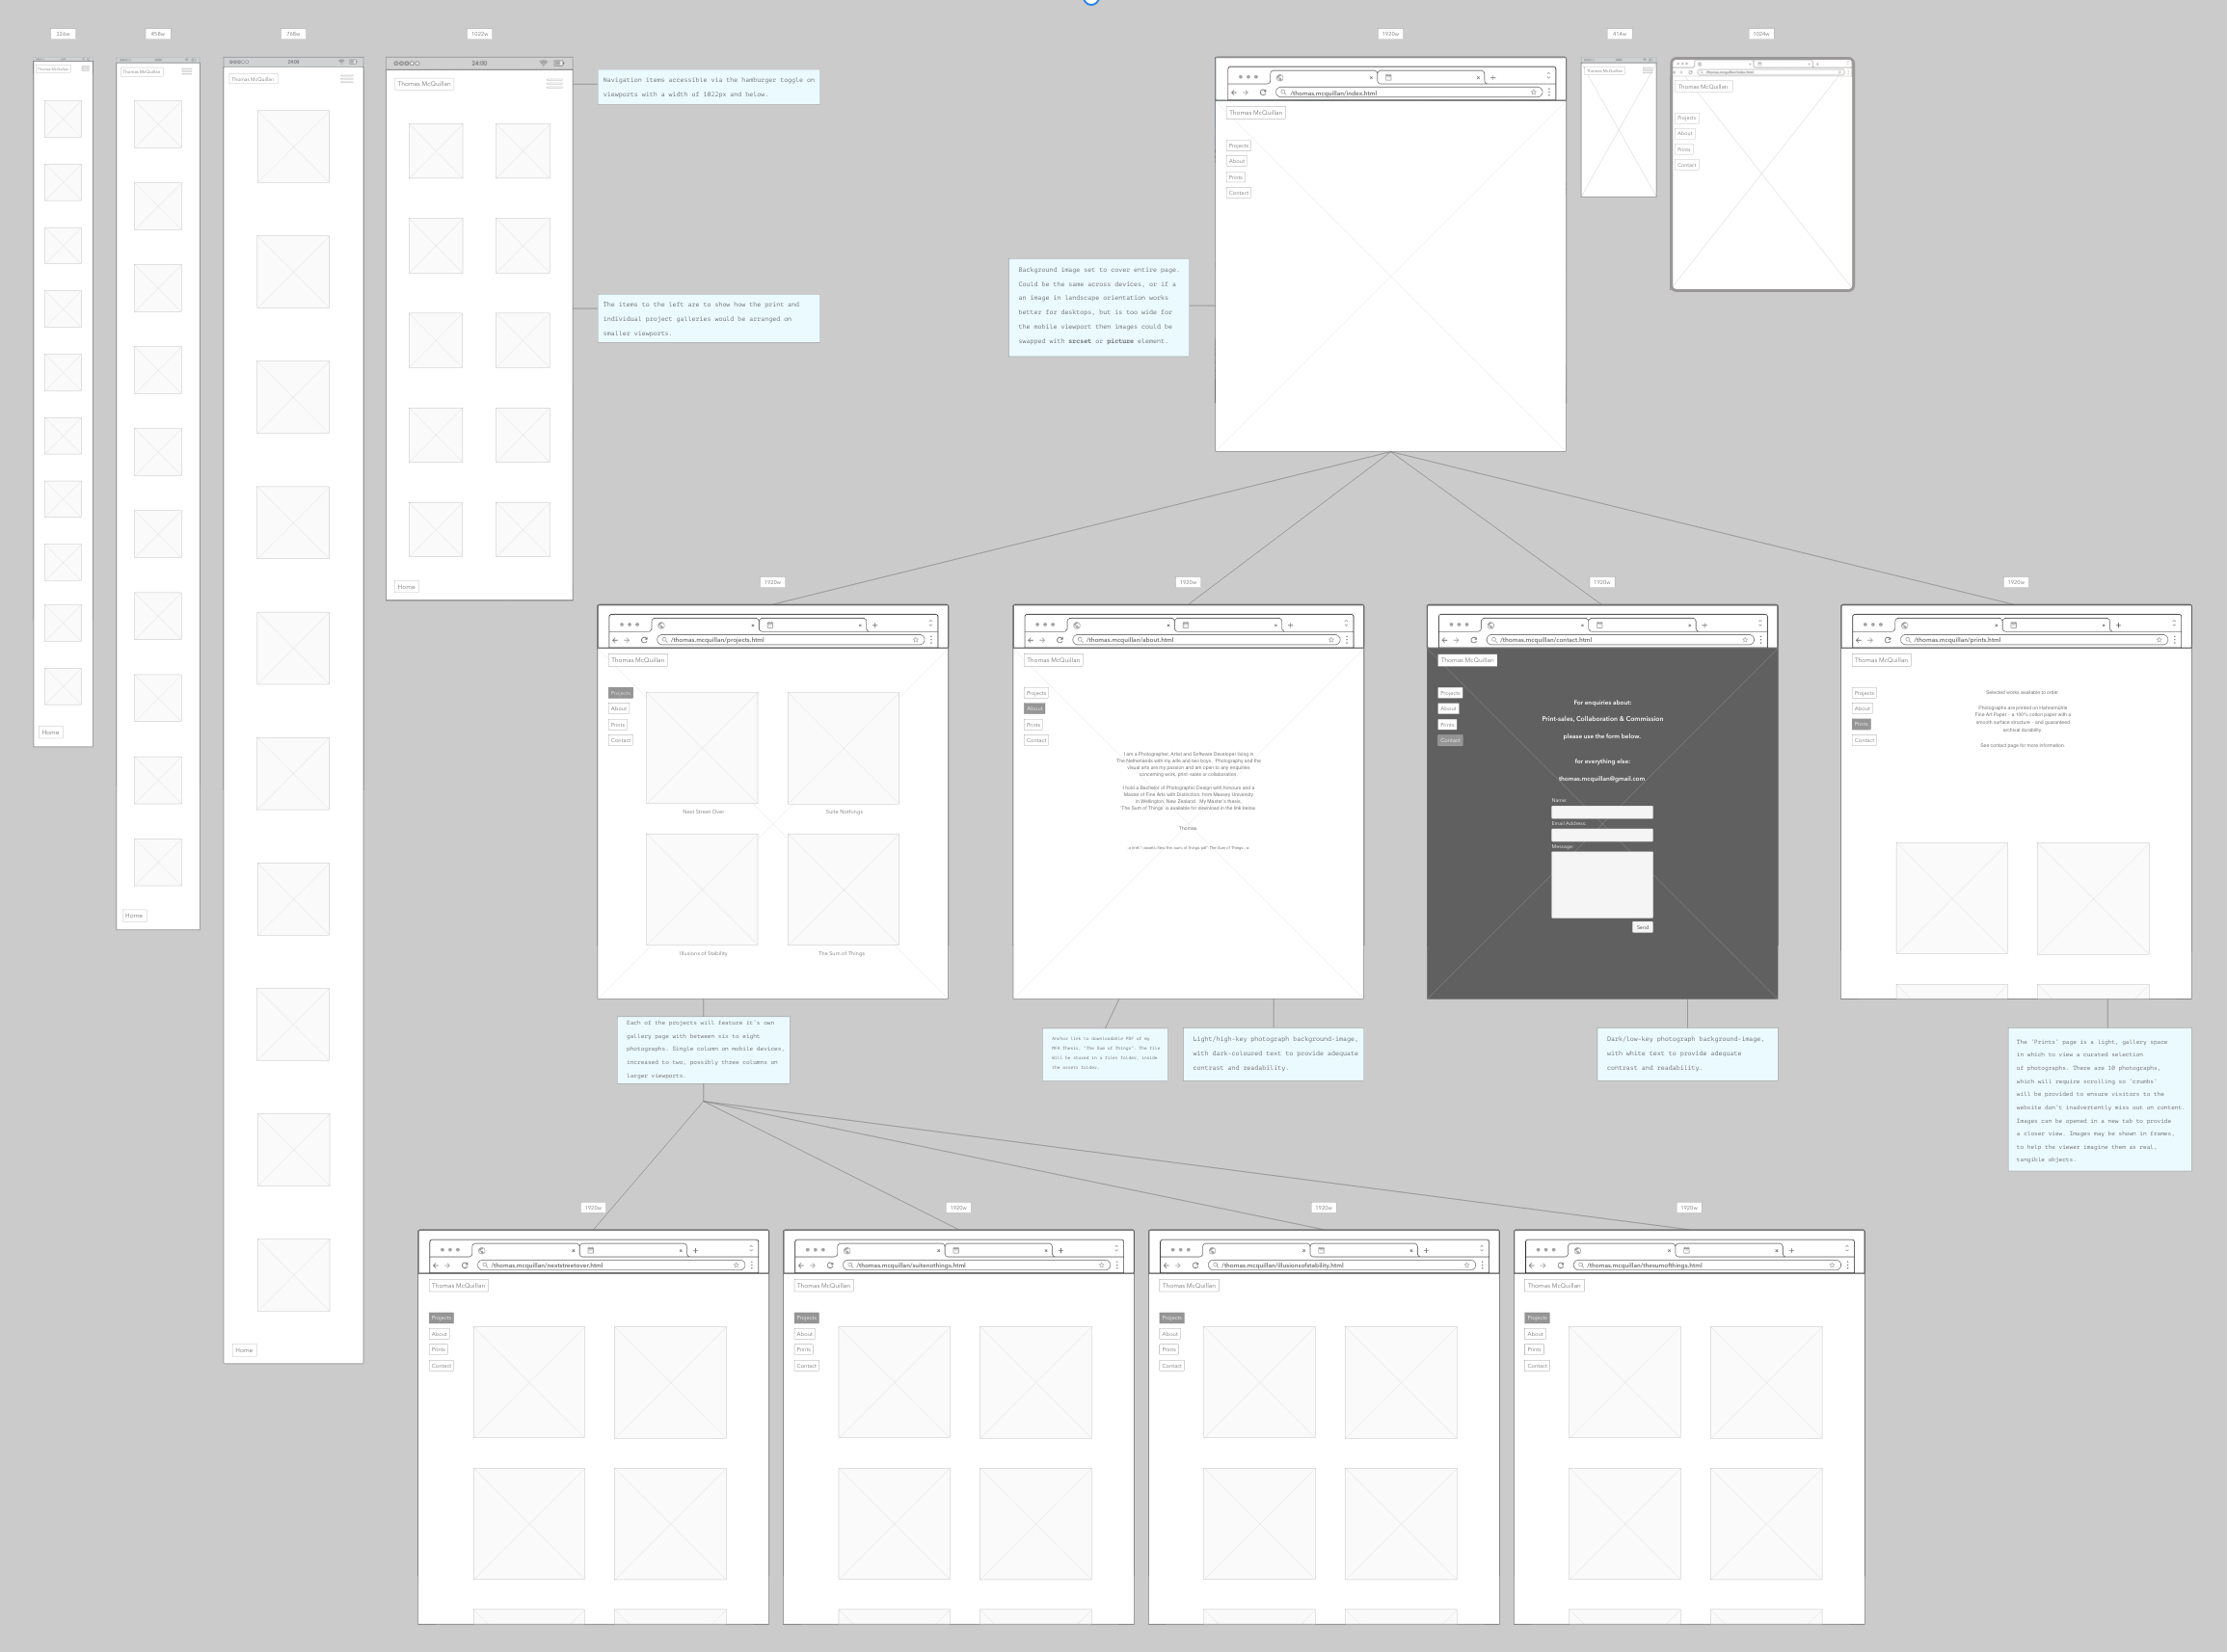 326w
458w
768w
1022w
1920w
414w
1024w
Thomas McQuillan
Home
Thomas McQuillan
Home
24:00
Thomas McQuillan
Home
24:00
Thomas McQuillan
Home
Navigation items accessible via the hamburger toggle on
viewports with a width of 1022px and below.
The items to the left are to show how the print and
individual project galleries would be arranged on
smaller viewports.
Background image set to cover entire page.
Could be the same across devices, or if a
an image in landscape orientation works
better for desktops, but is too wide for
the mobile viewport then images could be
swapped with srcset or picture element.
/thomas.mcquillan/index.html
Thomas McQuillan
Projects
About
Prints
Contact
Thomas McQuillan
/thomas.mcquillan/index.html
Thomas McQuillan
Projects
About
Prints
Contact
1920w
/thomas.mcquillan/projects.html
Thomas McQuillan
Projects
About
Prints
Contact
Next Street Over
Suite Nothings
Illusions of Stability
The Sum of Things
1920w
/thomas.mcquillan/about.html
Thomas McQuillan
Projects
About
Prints
Contact
I am a Photographer, Artist and Software Developer living in
The Netherlands with my wife and two boys. Photography and the
visual arts are my passion and am open to any enquiries
concerning work, print-sales or collaboration.
I hold a Bachelor of Photographic Design with honours and a
Master of Fine Arts with Distinction, from Massey University
in Wellington, New Zealand. My Master's thesis,
'The Sum of Things' is available for download in the link below.
Thomas
1920w
/thomas.mcquillan/contact.html
Thomas McQuillan
Projects
About
Prints
Contact
For enquiries about:
Print-sales, Collaboration & Commission
please use the form below.
for everything else:
thomas.mcquillan@gmail.com
Name:
Email Address:
Message:
Send
1920w
/thomas.mcquillan/prints.html
Thomas McQuillan
Projects
About
Prints
Contact
Selected works available to order.
Photographs are printed on Hahnemühle
Fine Art Paper - a 100% cotton paper with a
smooth surface structure - and guaranteed
archival durability.
See contact page for more information.
Each of the projects will feature it's own
gallery page with between six to eight
photographs. Single column on mobile devices,
increased to two, possibly three columns on
larger viewports.
Anchor link to downloadable PDF of my
MFA Thesis, "The Sum of Things". The file
will be stored in a files folder, inside
the assets folder.
Light/high-key photograph background-image,
with dark-coloured text to provide adequate
contrast and readability.
Dark/low-key photograph background-image,
with white text to provide adequate
contrast and readability.
The 'Prints' page is a light, gallery space
in which to view a curated selection
of photographs. There are 10 photographs,
which will require scrolling so 'crumbs'
will be provided to ensure visitors to the
website don't inadvertently miss out on content.
Images can be opened in a new tab to provide
a closer view. Images may be shown in frames,
to help the viewer imagine them as real,
tangible objects.
1920w
/thomas.mcquillan/nextstreetover.html
Thomas McQuillan
Projects
About
Prints
Contact
1920w
/thomas.mcquillan/suitenothings.html
Thomas McQuillan
Projects
About
Prints
Contact
1920w
/thomas.mcquillan/illusionsofstability.html
Thomas McQuillan
Projects
About
Prints
Contact
1920w
/thomas.mcquillan/thesumofthings.html
Thomas McQuillan
Projects
About
Prints
Contact